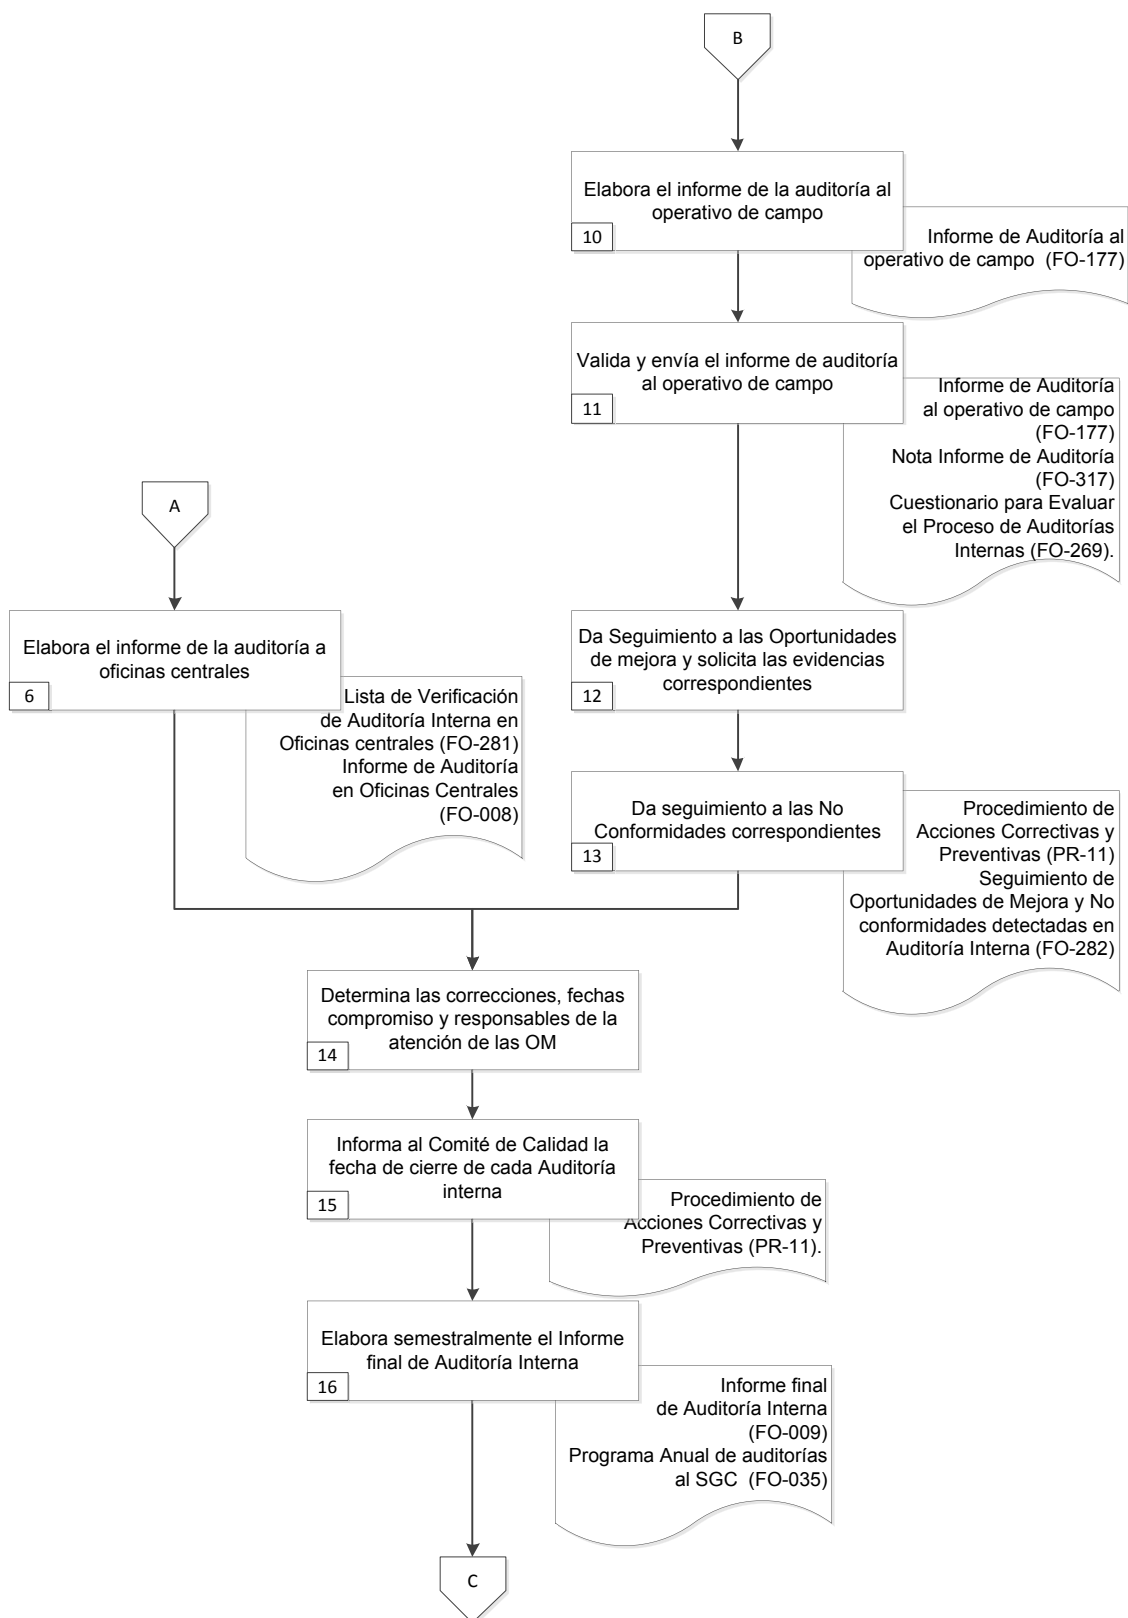 B
Elabora el informe de la auditoría al
operativo de campo
10
Informe de Auditoría al
operativo de campo (FO-177)
Valida y envía el informe de auditoría
al operativo de campo
11
Informe de Auditoría
al operativo de campo
(FO-177)
Nota Informe de Auditoría
(FO-317)
Cuestionario para Evaluar
el Proceso de Auditorías
Internas (FO-269).
A
Elabora el informe de la auditoría a
oficinas centrales
6
Lista de Verificación
de Auditoría Interna en
Oficinas centrales (FO-281)
Informe de Auditoría
en Oficinas Centrales
(FO-008)
Da Seguimiento a las Oportunidades
de mejora y solicita las evidencias
correspondientes
12
Da seguimiento a las No
Conformidades correspondientes
13
Procedimiento de
Acciones Correctivas y
Preventivas (PR-11)
Seguimiento de
Oportunidades de Mejora y No
conformidades detectadas en
Auditoría Interna (FO-282)
Determina las correcciones, fechas
compromiso y responsables de la
atención de las OM
14
Informa al Comité de Calidad la
fecha de cierre de cada Auditoría
interna
15
Procedimiento de
Acciones Correctivas y
Preventivas (PR-11).
Elabora semestralmente el Informe
final de Auditoría Interna
16
Informe final
de Auditoría Interna
(FO-009)
Programa Anual de auditorías
al SGC (FO-035)
C